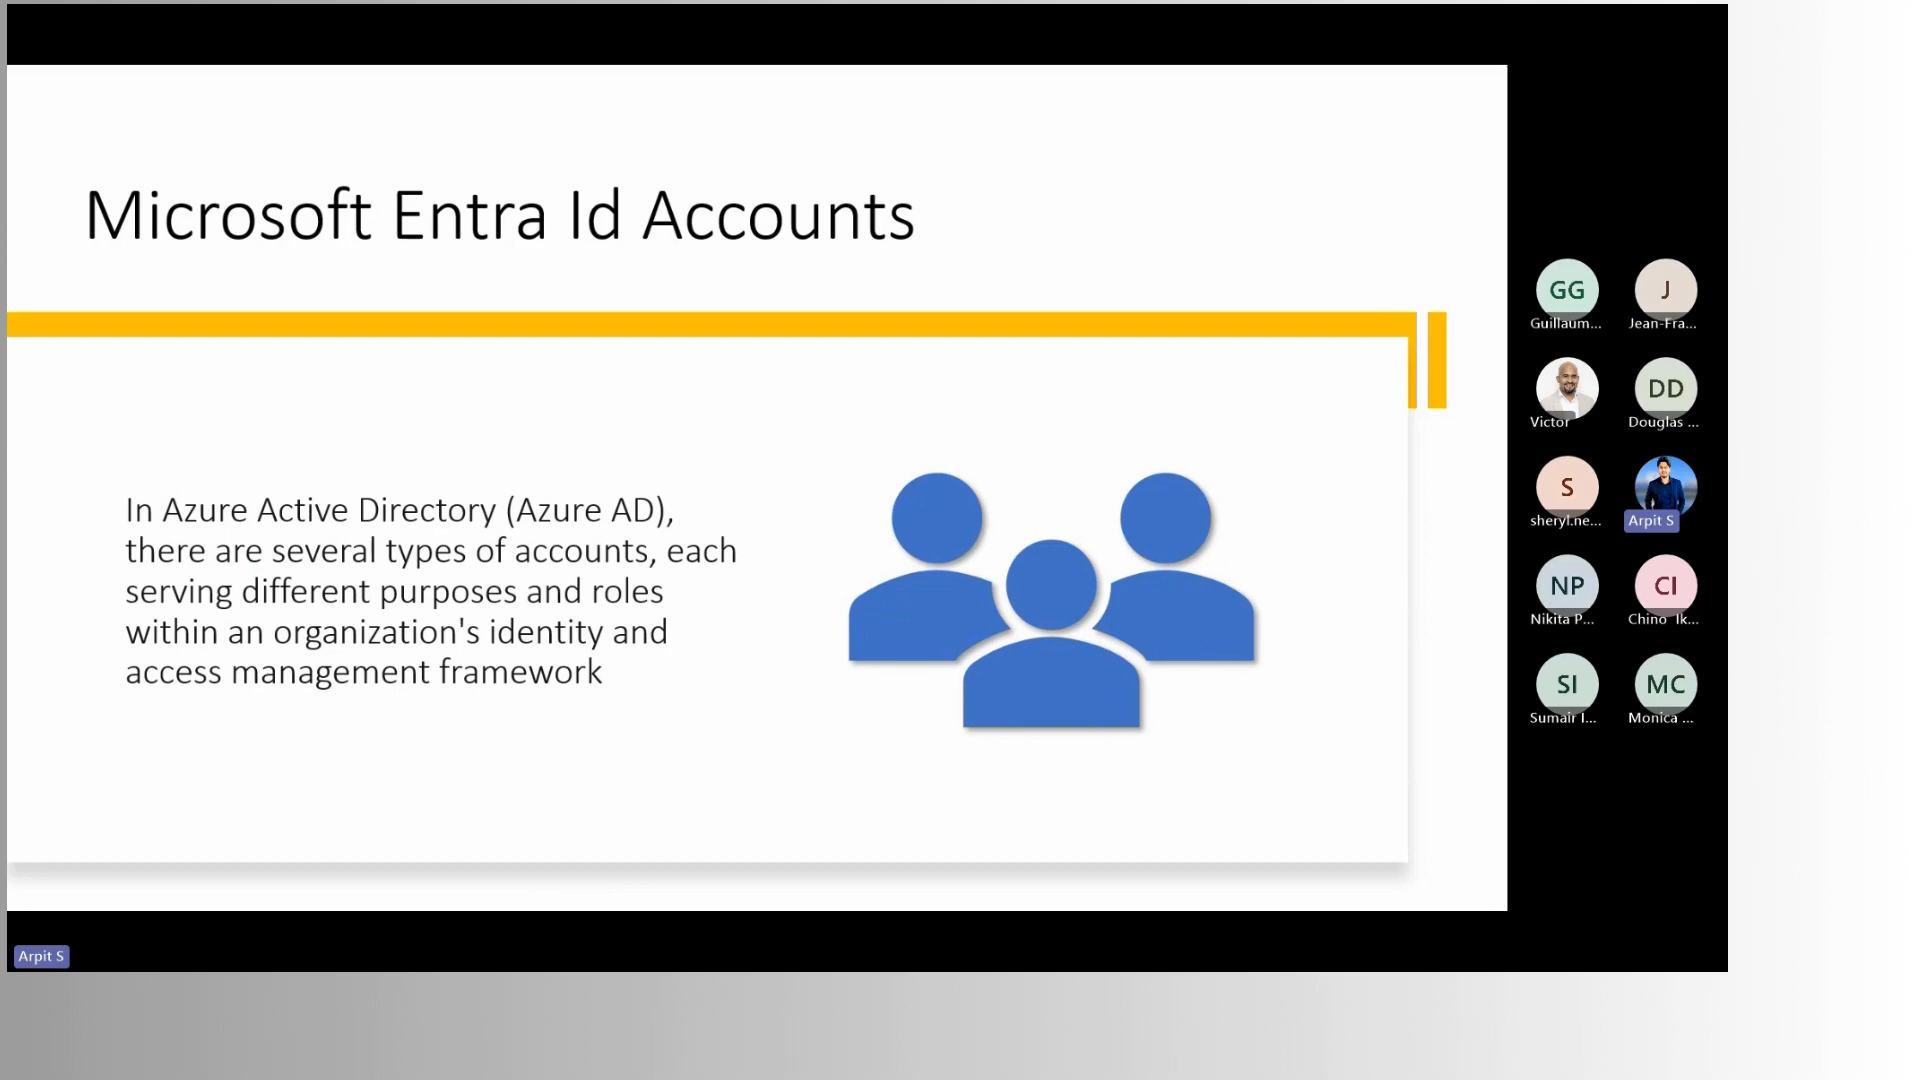 Microsoft Entra Id Accounts
In Azure Active Directory (Azure AD),
there are several types of accounts, each
serving different purposes and roles
within an organization's identity and
access management framework
GG
Guillaum...
J
Jean-Fra...
Victor
DD
Douglas ...
S
sheryl.ne...
Arpit S
NP
Nikita P...
CI
Chino Ik...
SI
Sumair I...
MC
Monica ...
Arpit S